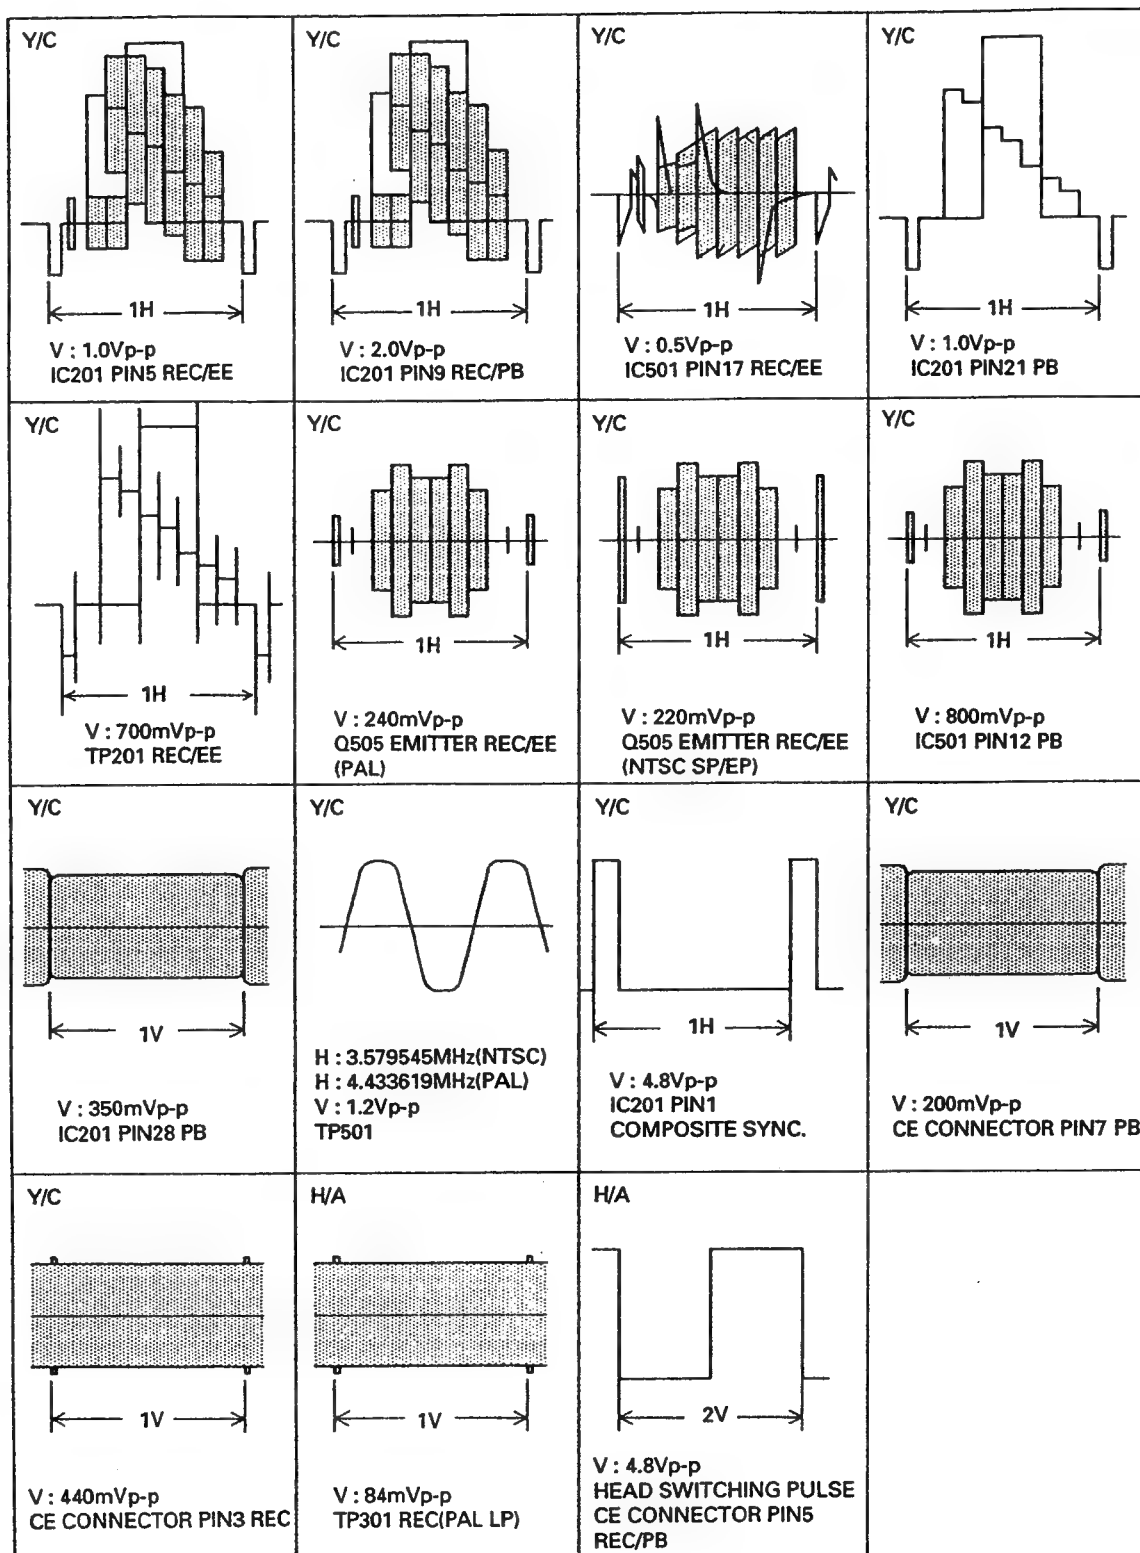 Y/C
1H
V : 1.0Vp-p
IC201 PIN5 REC/EE
Y/C
1H
V : 2.0Vp-p
IC201 PIN9 REC/PB
Y/C
1H
V : 0.5Vp-p
IC501 PIN17 REC/EE
Y/C
1H
V : 1.0Vp-p
IC201 PIN21 PB
Y/C
1H
V : 700mVp-p
TP201 REC/EE
Y/C
1H
V : 240mVp-p
Q505 EMITTER REC/EE
(PAL)
Y/C
1H
V : 220mVp-p
Q505 EMITTER REC/EE
(NTSC SP/EP)
Y/C
1H
V : 800mVp-p
IC501 PIN12 PB
Y/C
1V
V : 350mVp-p
IC201 PIN28 PB
Y/C
H : 3.579545MHz(NTSC)
H : 4.433619MHz(PAL)
V : 1.2Vp-p
TP501
Y/C
1H
V : 4.8Vp-p
IC201 PIN1
COMPOSITE SYNC.
Y/C
1V
V : 200mVp-p
CE CONNECTOR PIN7 PB
Y/C
1V
V : 440mVp-p
CE CONNECTOR PIN3 REC
H/A
1V
V : 84mVp-p
TP301 REC(PAL LP)
H/A
2V
V : 4.8Vp-p
HEAD SWITCHING PULSE
CE CONNECTOR PIN5
REC/PB